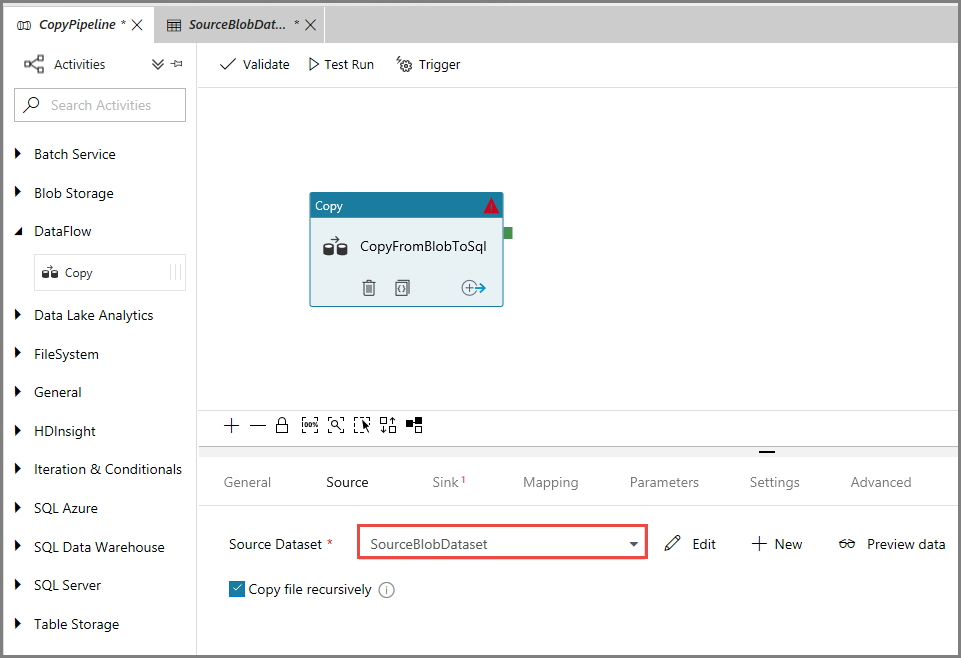 CopyPipeline *
SourceBlobDat... *
Activities
Validate
Test Run
Trigger
Search Activities
Batch Service
Blob Storage
DataFlow
Copy
Data Lake Analytics
FileSystem
General
HDInsight
Iteration & Conditionals
SQL Azure
SQL Data Warehouse
SQL Server
Table Storage
Copy
CopyFromBlobToSql
100%
General
Source
Sink 1
Mapping
Parameters
Settings
Advanced
Source Dataset *
SourceBlobDataset
Edit
New
Preview data
Copy file recursively